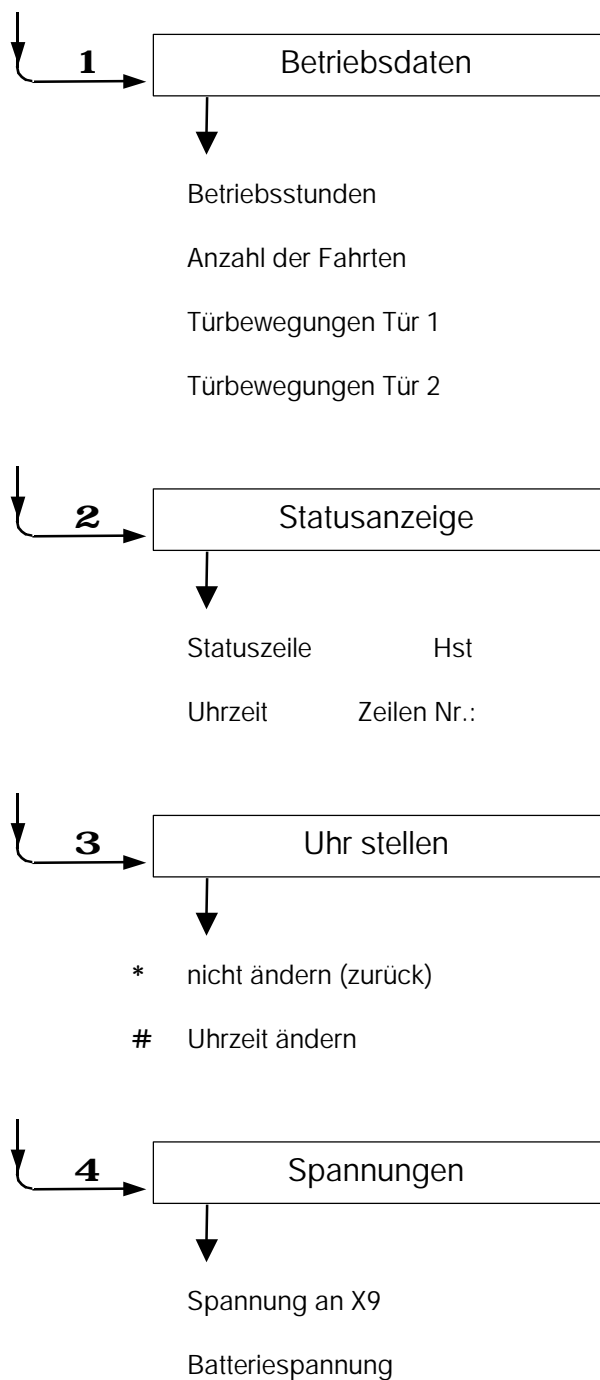 1 Betriebsdaten
Betriebsstunden
Anzahl der Fahrten
Türbewegungen Tür 1
Türbewegungen Tür 2
2 Statusanzeige
Statuszeile Hst
Uhrzeit Zeilen Nr.:
3 Uhr stellen
* nicht ändern (zurück)
# Uhrzeit ändern
4 Spannungen
Spannung an X9
Batteriespannung